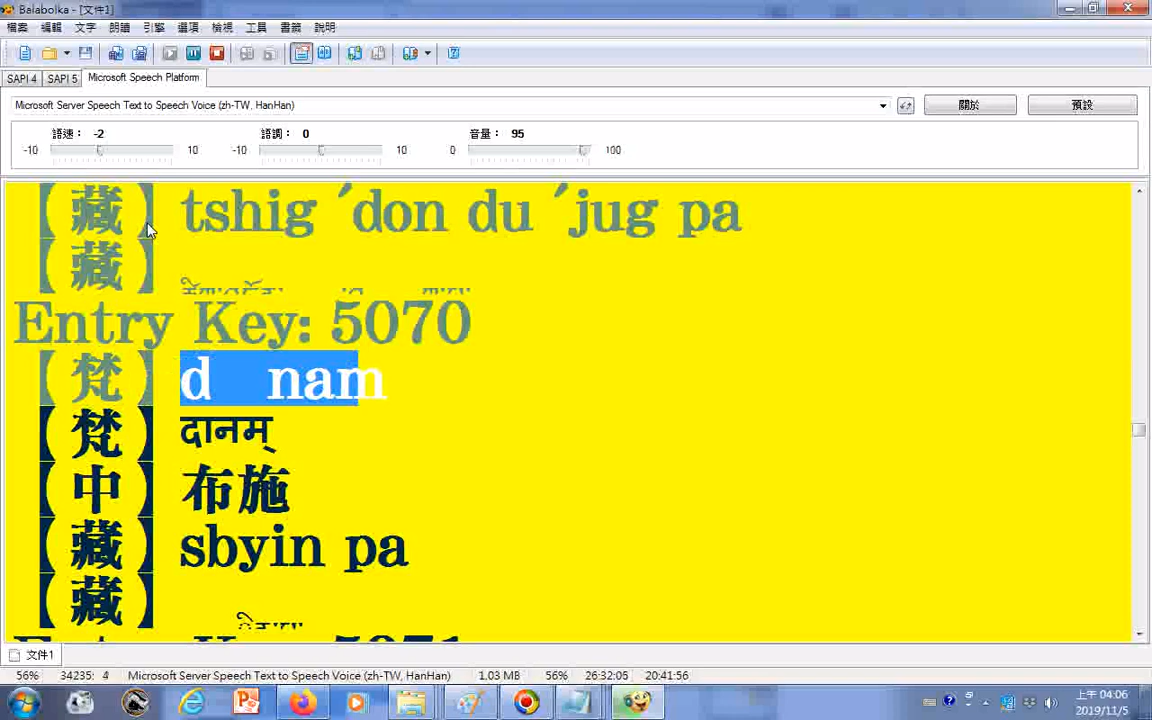 Balabolka - [文件1]
檔案 編輯 文字 朗讀 引擎 選項 檢視 工具 書籤 說明
SAPI 4 SAPI 5 Microsoft Speech Platform
Microsoft Server Speech Text to Speech Voice (zh-TW, HanHan) 關於 預設
語速： -2 語調： 0 音量： 95
-10 10 -10 10 0 100
【藏】 tshig ´don du ´jug pa
【藏】
Entry Key: 5070
【梵】 d nam
【梵】 दानम्
【中】 布施
【藏】 sbyin pa
【藏】
Entry Key: 5071
文件1
56% 34235: 4 Microsoft Server Speech Text to Speech Voice (zh-TW, HanHan) 1.03 MB 56% 26:32:05 20:41:56
上午 04:06
2019/11/5